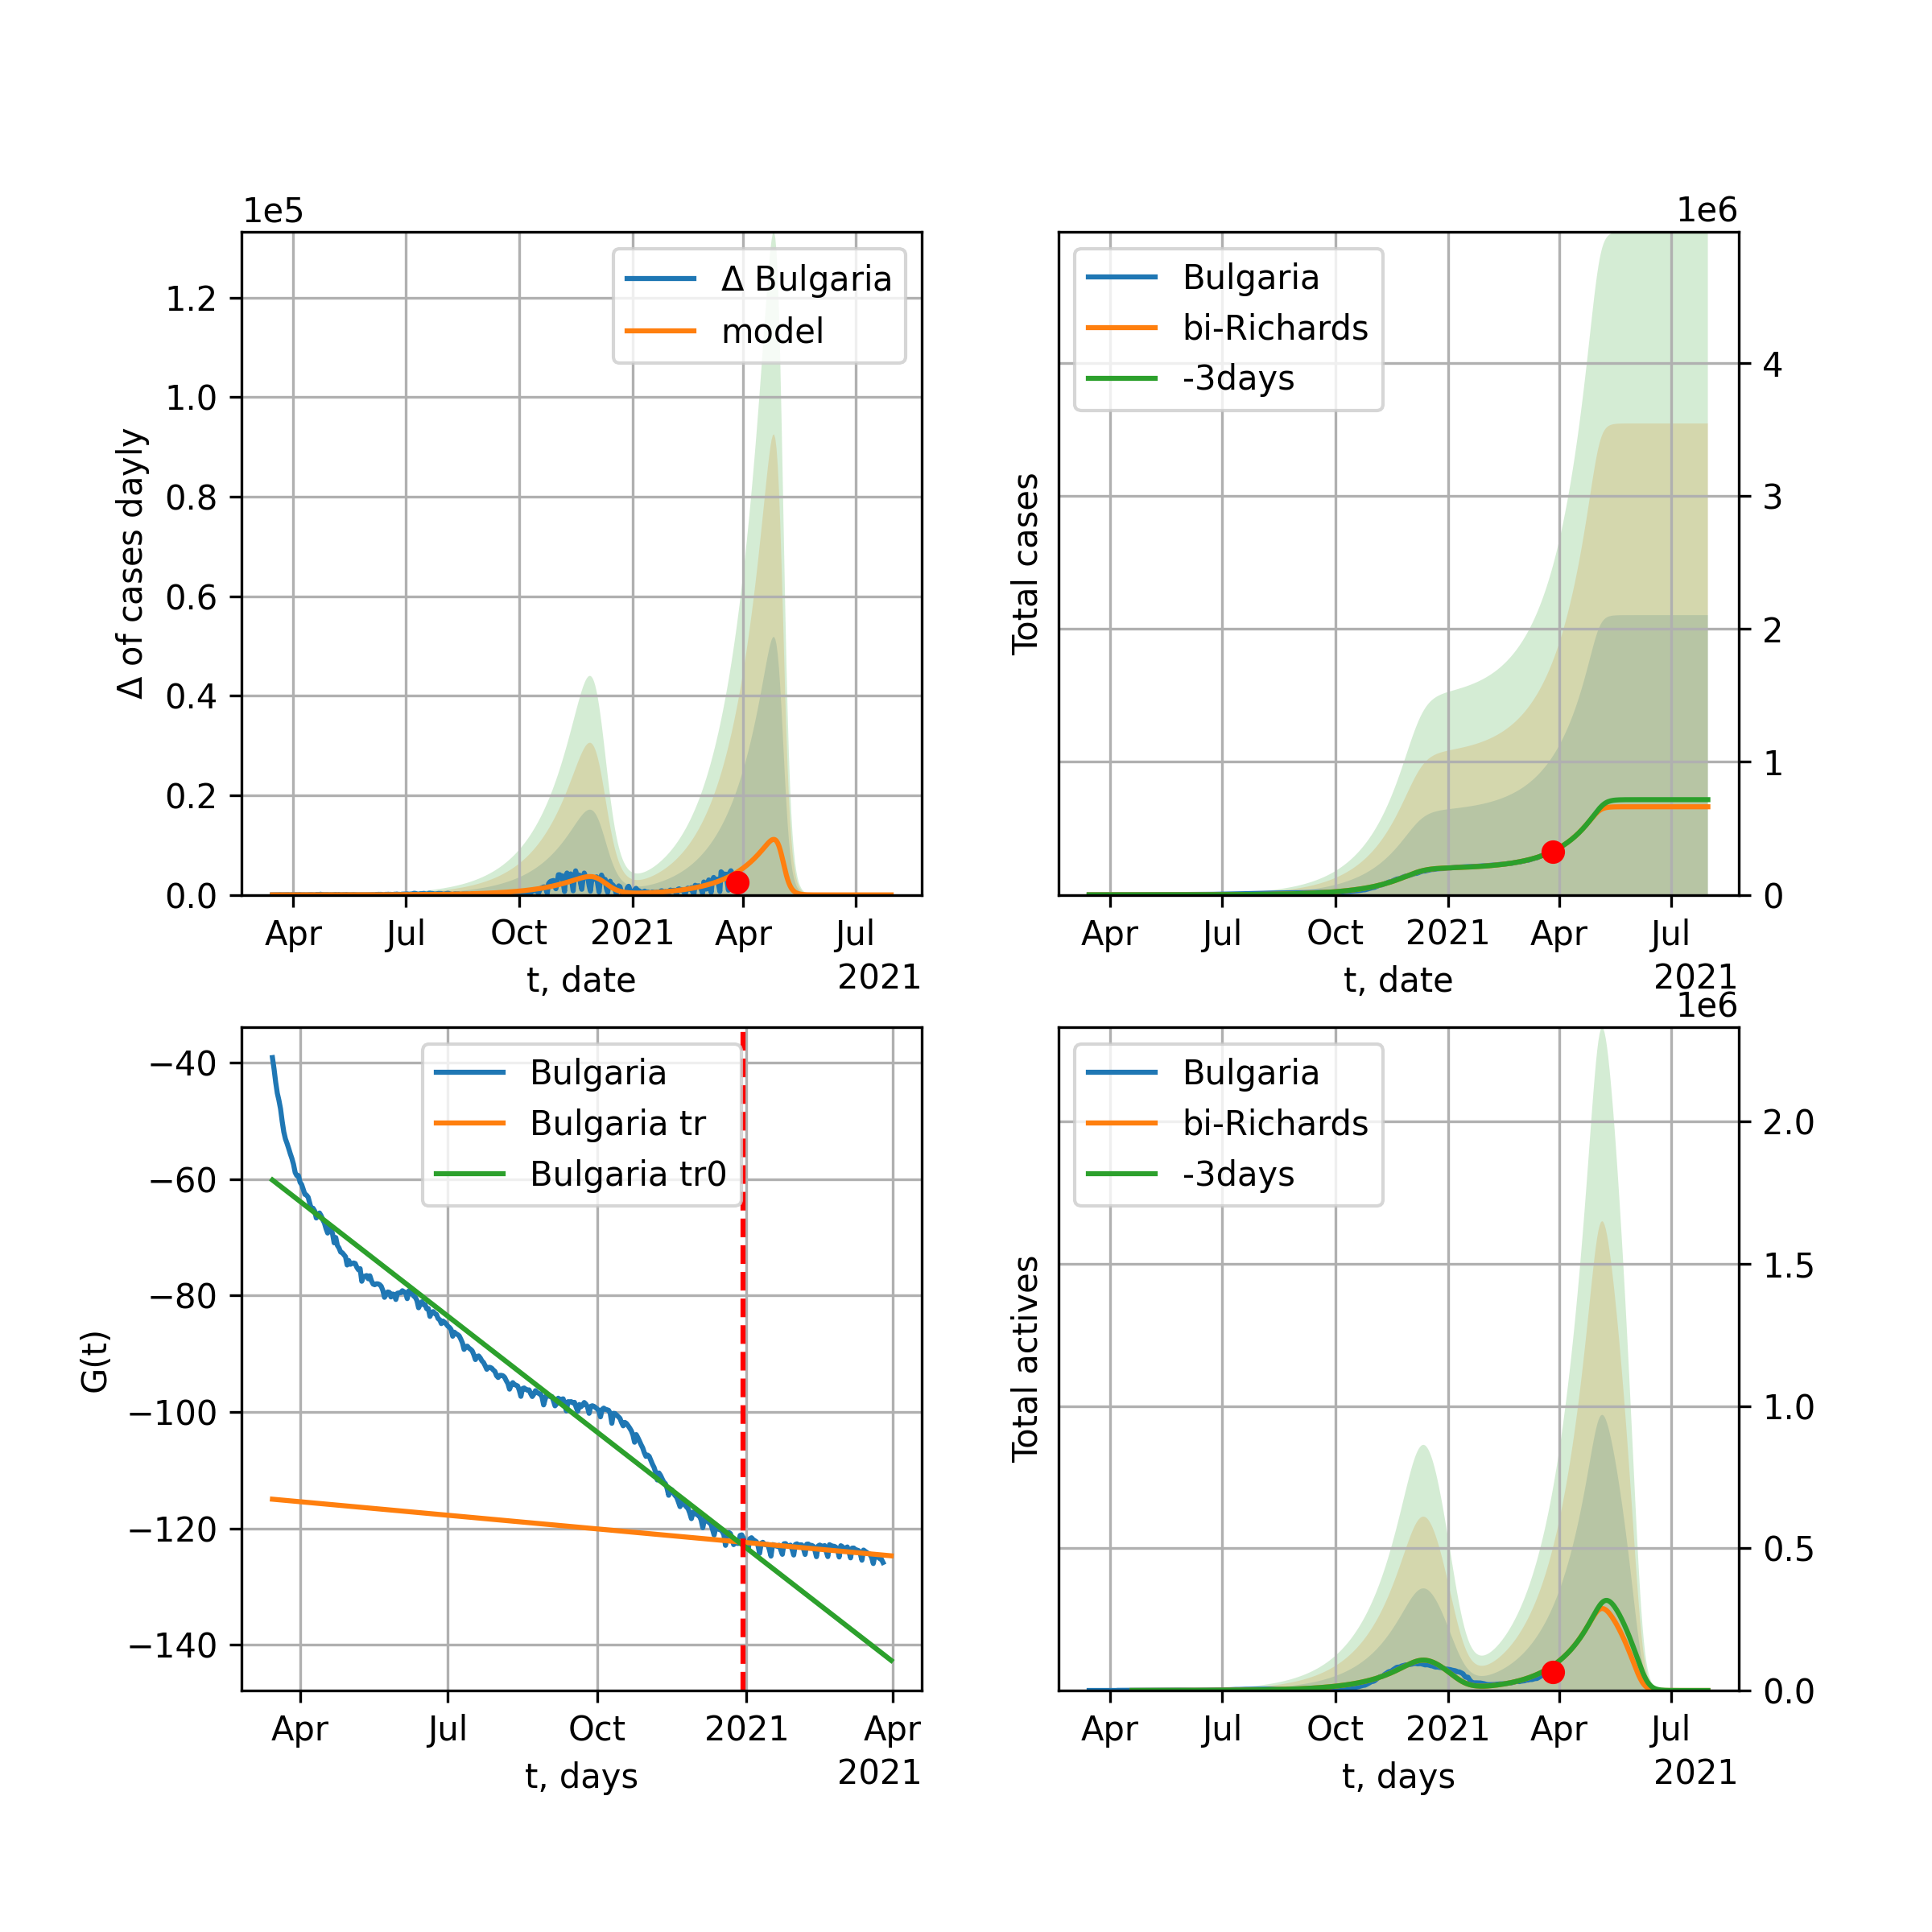 1e5
Δ of cases dayly
1.2
1.0
0.8
0.6
0.4
0.2
0.0
Δ Bulgaria
model
Apr Jul Oct 2021 Apr Jul
t, date
2021
1e6
Total cases
Bulgaria
bi-Richards
-3days
4
3
2
1
0
Apr Jul Oct 2021 Apr Jul
t, date
2021
G(t)
−40
−60
−80
−100
−120
−140
Bulgaria
Bulgaria tr
Bulgaria tr0
Apr Jul Oct 2021 Apr
t, days
2021
1e6
Total actives
Bulgaria
bi-Richards
-3days
2.0
1.5
1.0
0.5
0.0
Apr Jul Oct 2021 Apr Jul
t, days
2021